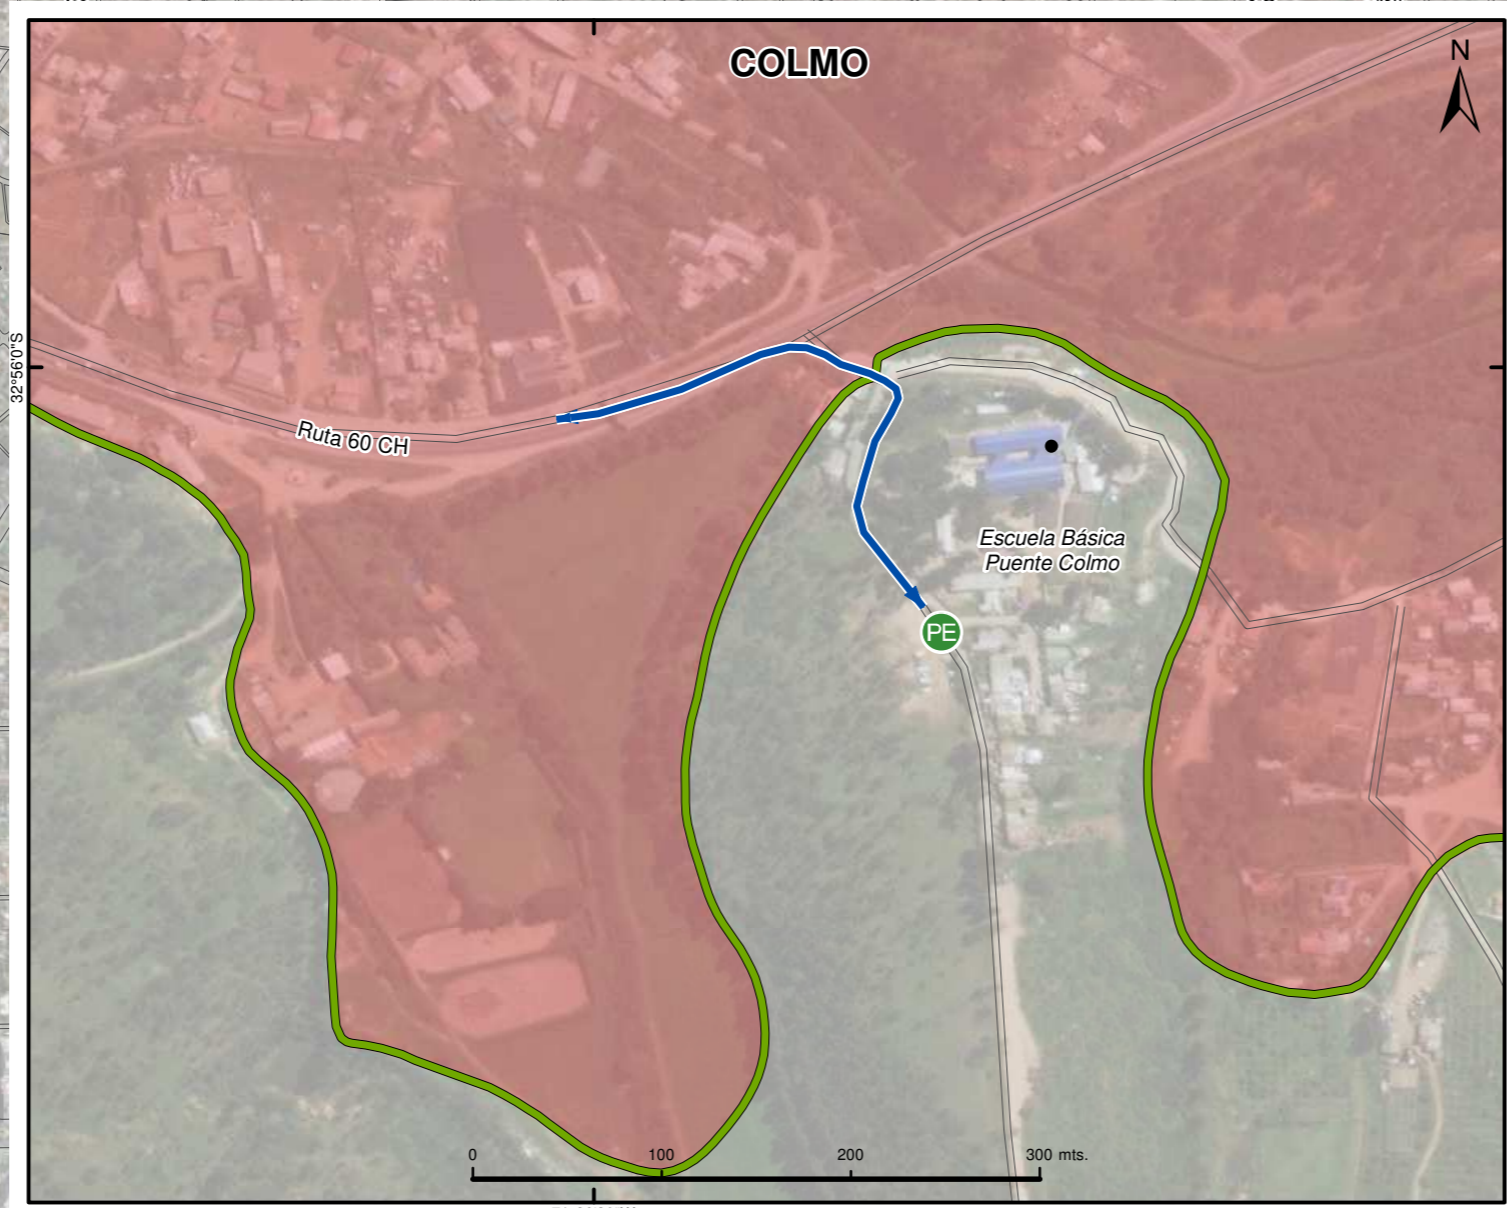 COLMO
N
32°56'0"S
Ruta 60 CH
Escuela Básica
Puente Colmo
PE
0 100 200 300 mts.